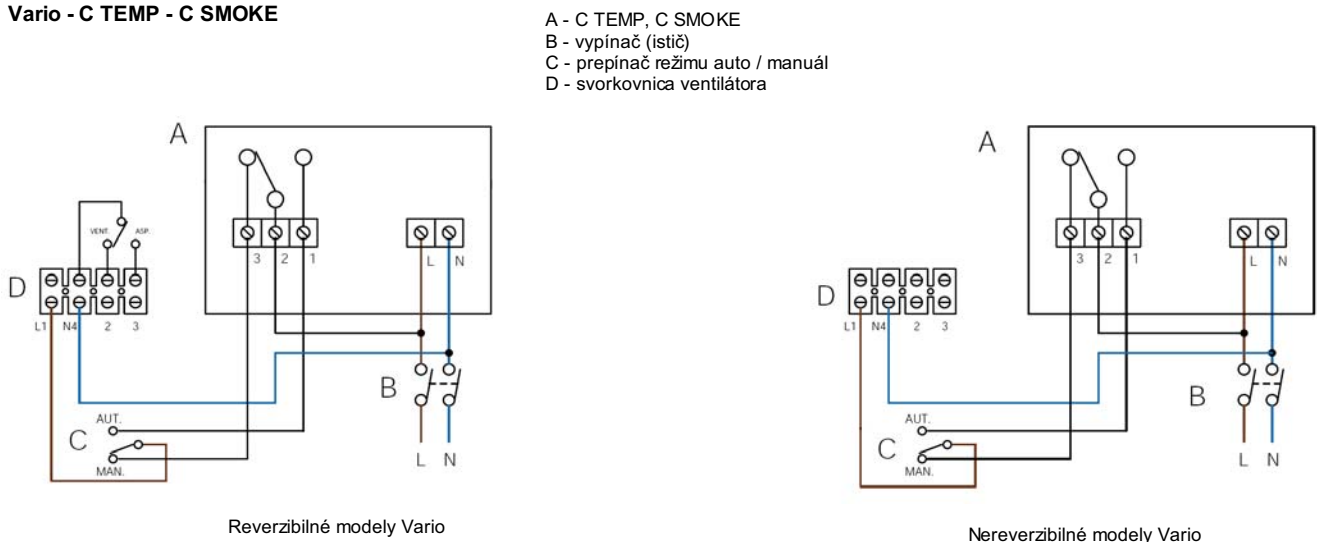 Vario - C TEMP - C SMOKE
A - C TEMP, C SMOKE
B - vypínač (istič)
C - prepínač režimu auto / manuál
D - svorkovnica ventilátora
A
3 2 1 L N
VENT. ASP.
D
L1 N4 2 3
B
AUT.
C
MAN.
L N
Reverzibilné modely Vario
A
3 2 1 L N
D
L1 N4 2 3
B
AUT.
C
MAN.
L N
Nereverzibilné modely Vario